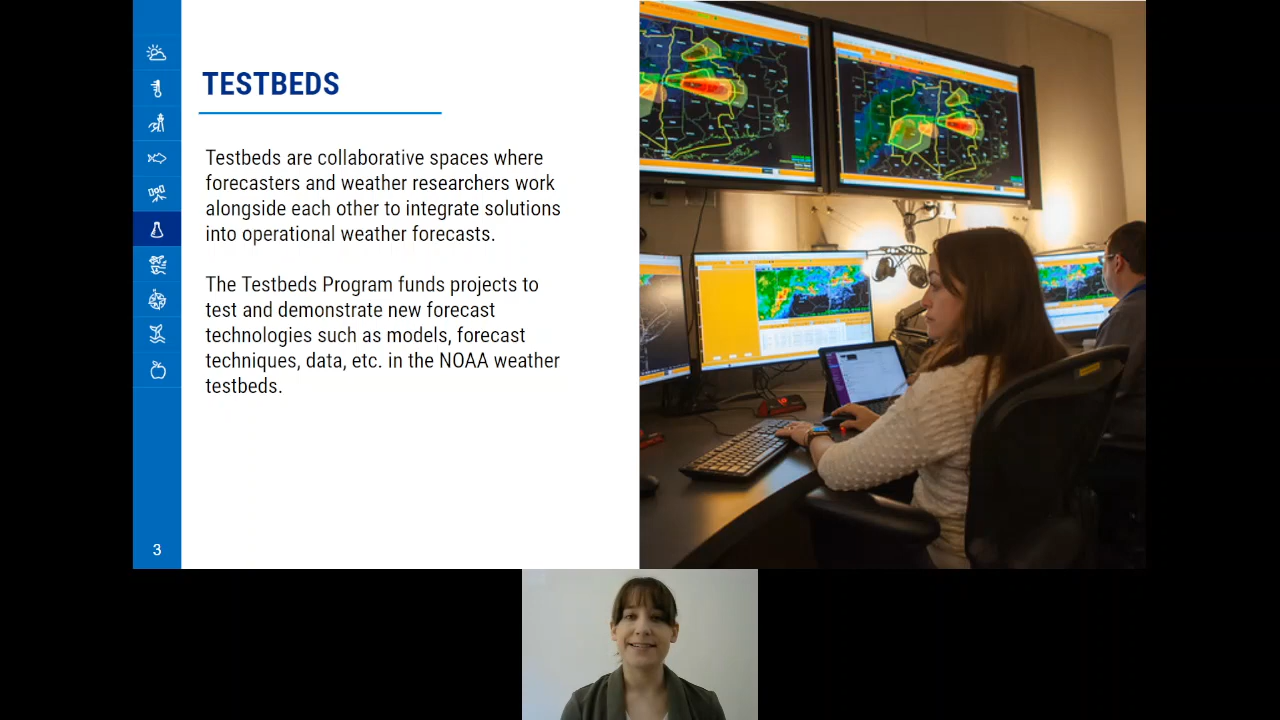 TESTBEDS
Testbeds are collaborative spaces where
forecasters and weather researchers work
alongside each other to integrate solutions
into operational weather forecasts.
The Testbeds Program funds projects to
test and demonstrate new forecast
technologies such as models, forecast
techniques, data, etc. in the NOAA weather
testbeds.
3
Panasonic